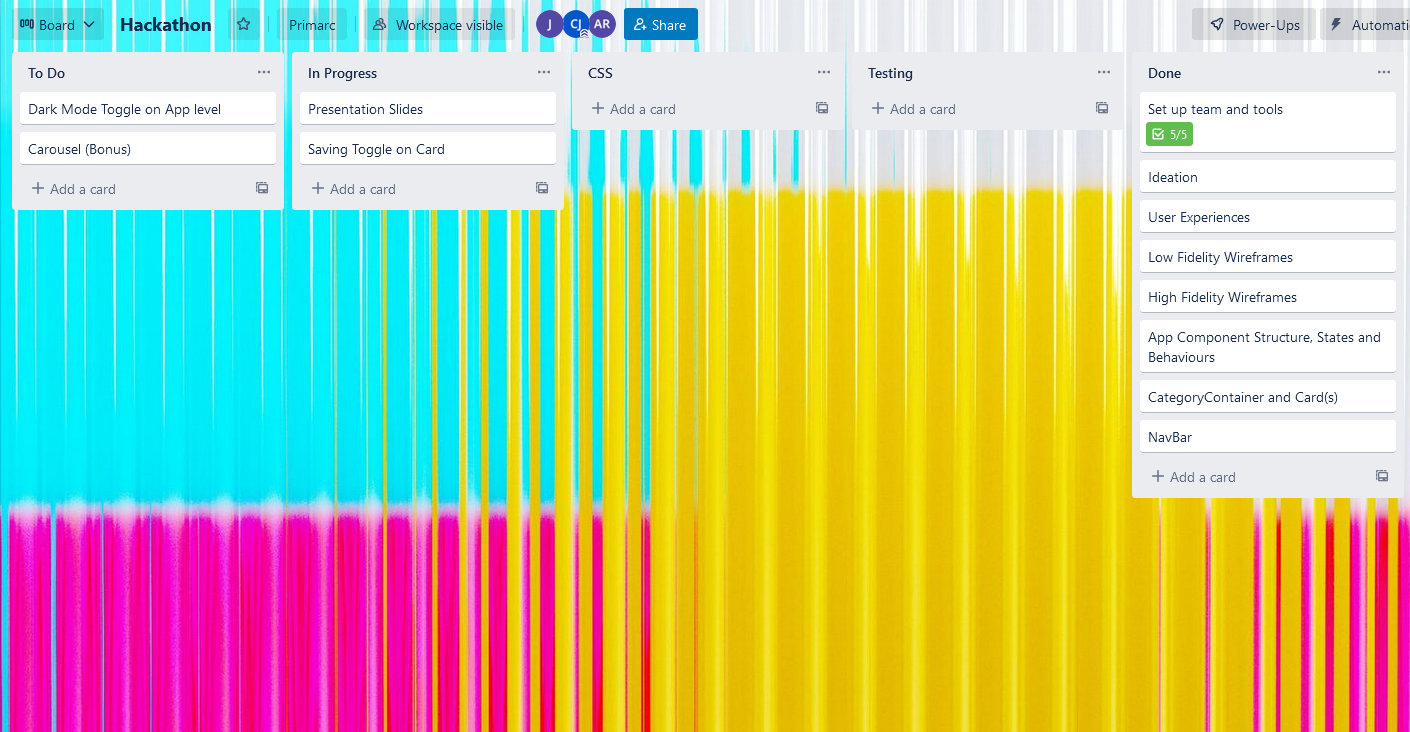 Board
Hackathon
Primarc
Workspace visible
J
CJ
AR
Share
Power-Ups
To Do
Dark Mode Toggle on App level
Carousel (Bonus)
Add a card
In Progress
Presentation Slides
Saving Toggle on Card
Add a card
CSS
Add a card
Testing
Add a card
Done
Set up team and tools
5/5
Ideation
User Experiences
Low Fidelity Wireframes
High Fidelity Wireframes
App Component Structure, States and
Behaviours
CategoryContainer and Card(s)
NavBar
Add a card